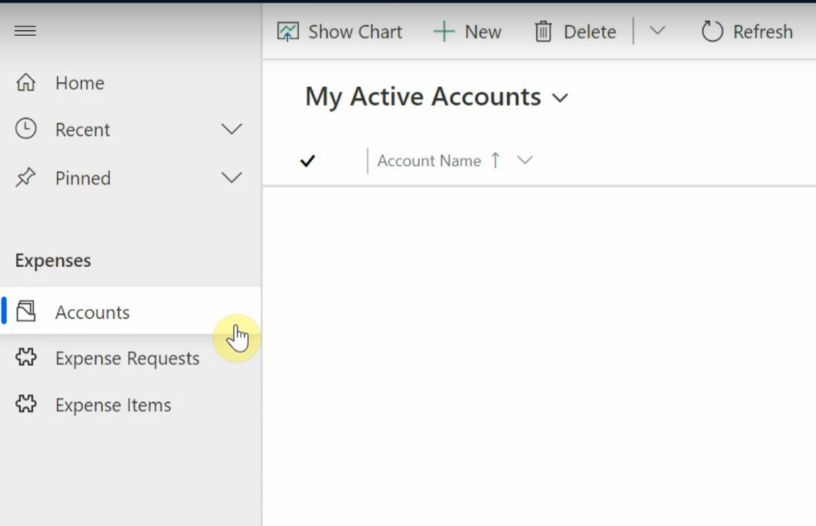 Show Chart
New
Delete
Refresh
Home
Recent
Pinned
Expenses
Accounts
Expense Requests
Expense Items
My Active Accounts
Account Name